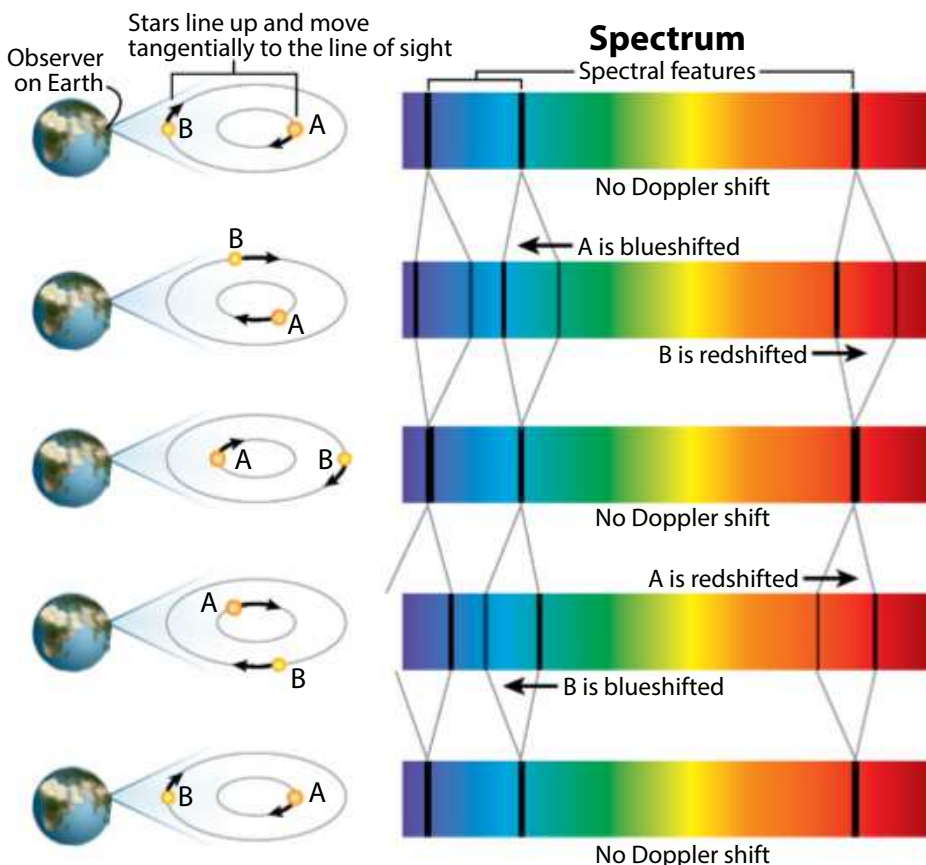 Stars line up and move
tangentially to the line of sight
Observer
on Earth
B
A
Spectrum
Spectral features
No Doppler shift
B
A
A is blueshifted
B is redshifted
A
B
No Doppler shift
A
B
A is redshifted
B is blueshifted
B
A
No Doppler shift